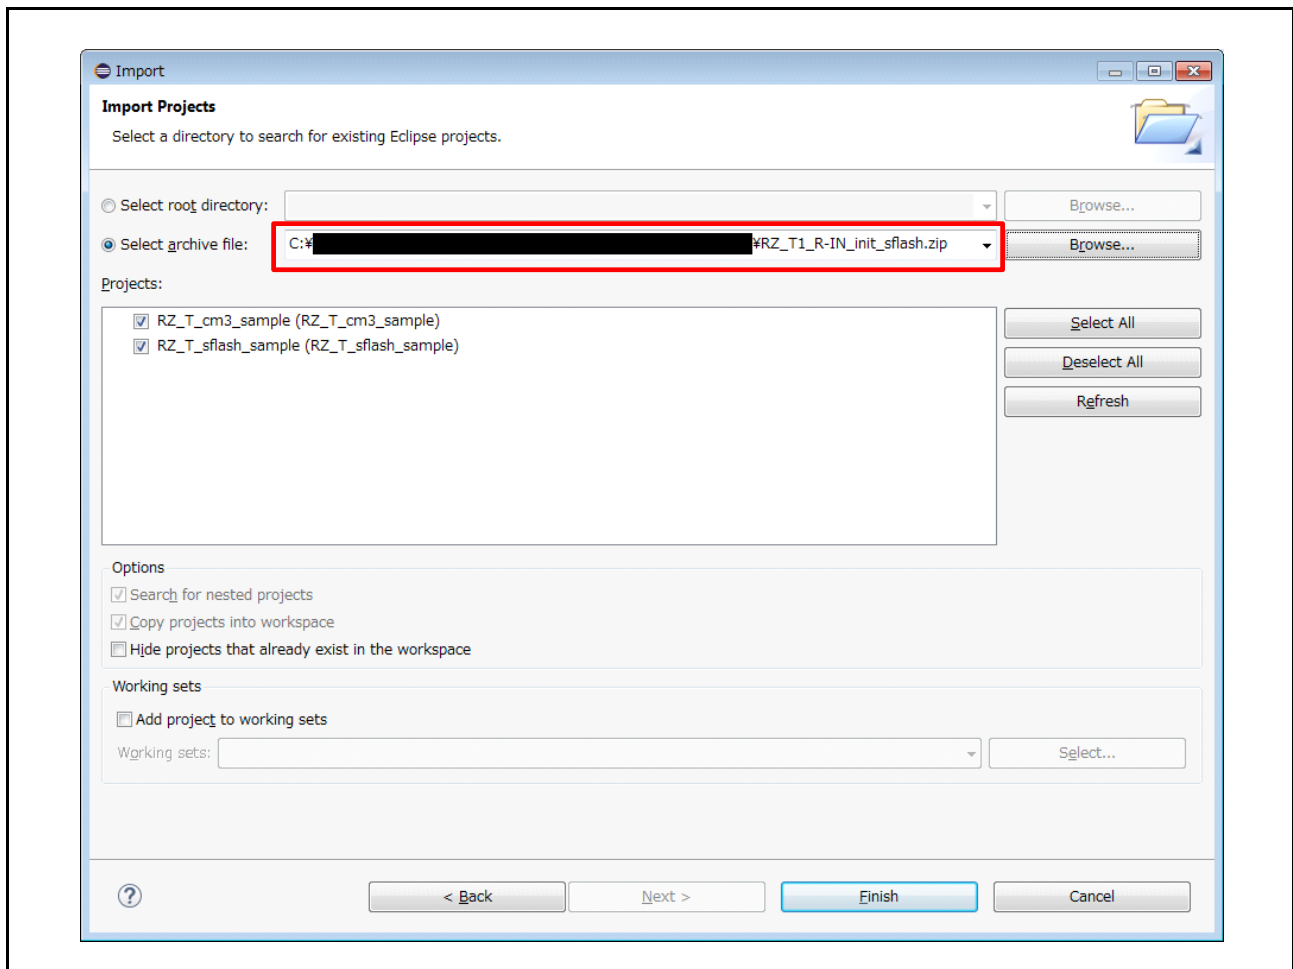 Import
Import Projects
Select a directory to search for existing Eclipse projects.
Select root directory:
Browse...
Select archive file:
C:¥ ¥RZ_T1_R-IN_init_sflash.zip
Browse...
Projects:
RZ_T_cm3_sample (RZ_T_cm3_sample)
RZ_T_sflash_sample (RZ_T_sflash_sample)
Select All
Deselect All
Refresh
Options
Search for nested projects
Copy projects into workspace
Hide projects that already exist in the workspace
Working sets
Add project to working sets
Working sets:
Select...
?
< Back
Next >
Finish
Cancel